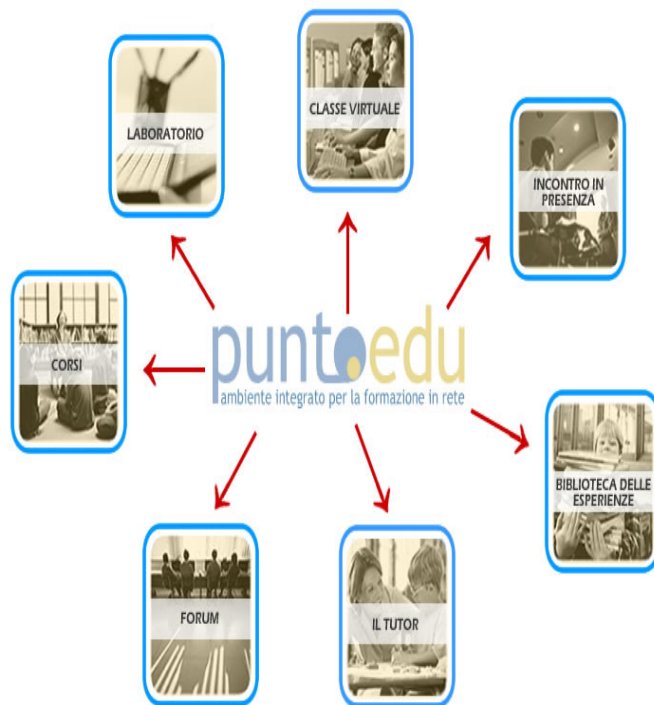 LABORATORIO
CLASSE VIRTUALE
INCONTRO IN
PRESENZA
CORSI
punto.edu
ambiente integrato per la formazione in rete
BIBLIOTECA DELLE
ESPERIENZE
FORUM
IL TUTOR